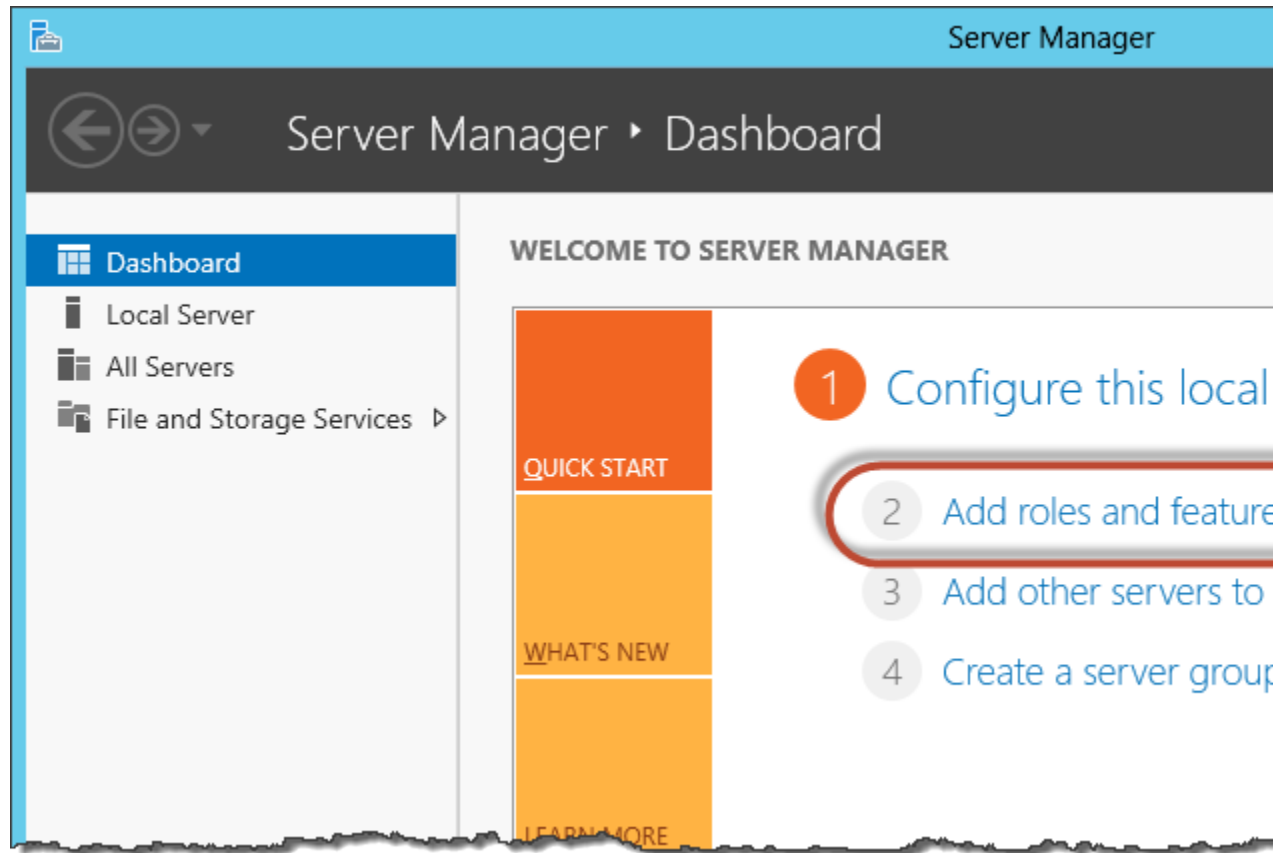 Server Manager
Server Manager ‣ Dashboard
Dashboard
Local Server
All Servers
File and Storage Services
WELCOME TO SERVER MANAGER
QUICK START
WHAT'S NEW
LEARN MORE
1 Configure this local
2 Add roles and feature
3 Add other servers to
4 Create a server group